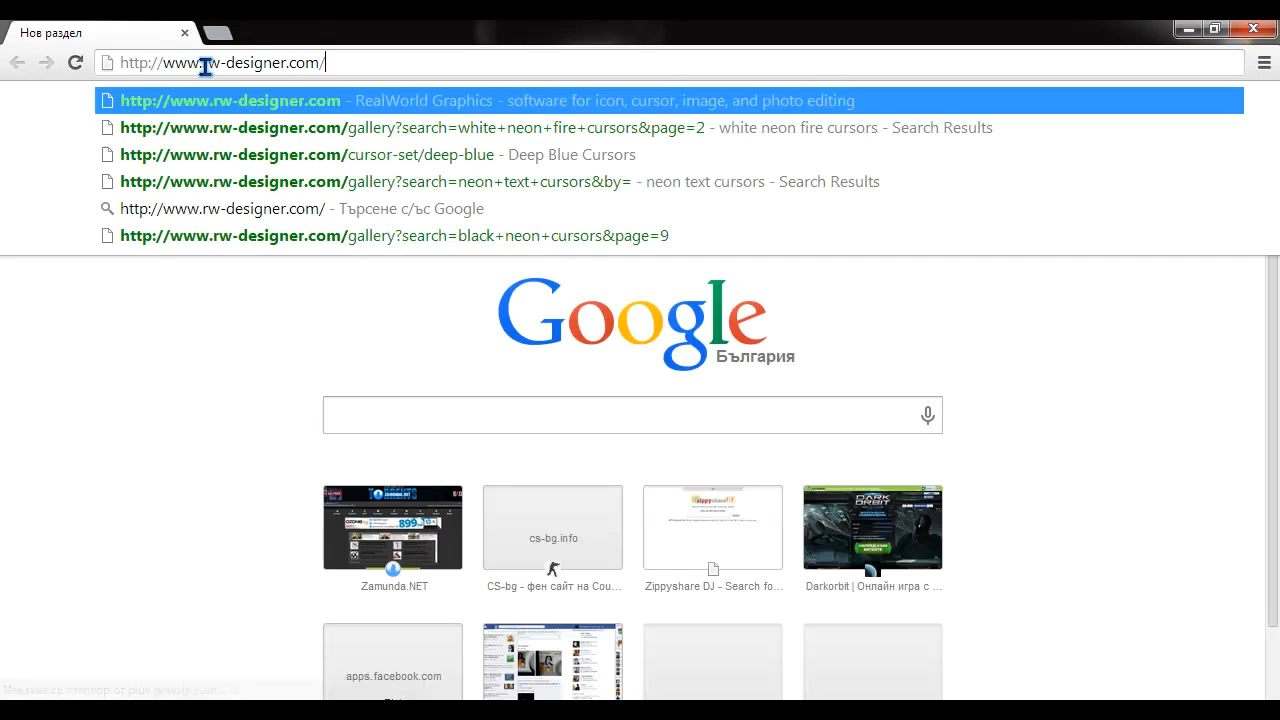 Нов раздел
http://www.rw-designer.com/
http://www.rw-designer.com - RealWorld Graphics - software for icon, cursor, image, and photo editing
http://www.rw-designer.com/gallery?search=white+neon+fire+cursors&page=2 - white neon fire cursors - Search Results
http://www.rw-designer.com/cursor-set/deep-blue - Deep Blue Cursors
http://www.rw-designer.com/gallery?search=neon+text+cursors&by= - neon text cursors - Search Results
http://www.rw-designer.com/ - Търсене с/ъс Google
http://www.rw-designer.com/gallery?search=black+neon+cursors&page=9
Google
България
cs-bg.info
Zamunda.NET
CS-bg - фен сайт на Cou...
Zippyshare DJ - Search fo...
Darkorbit | Онлайн игра с ...
apps.facebook.com